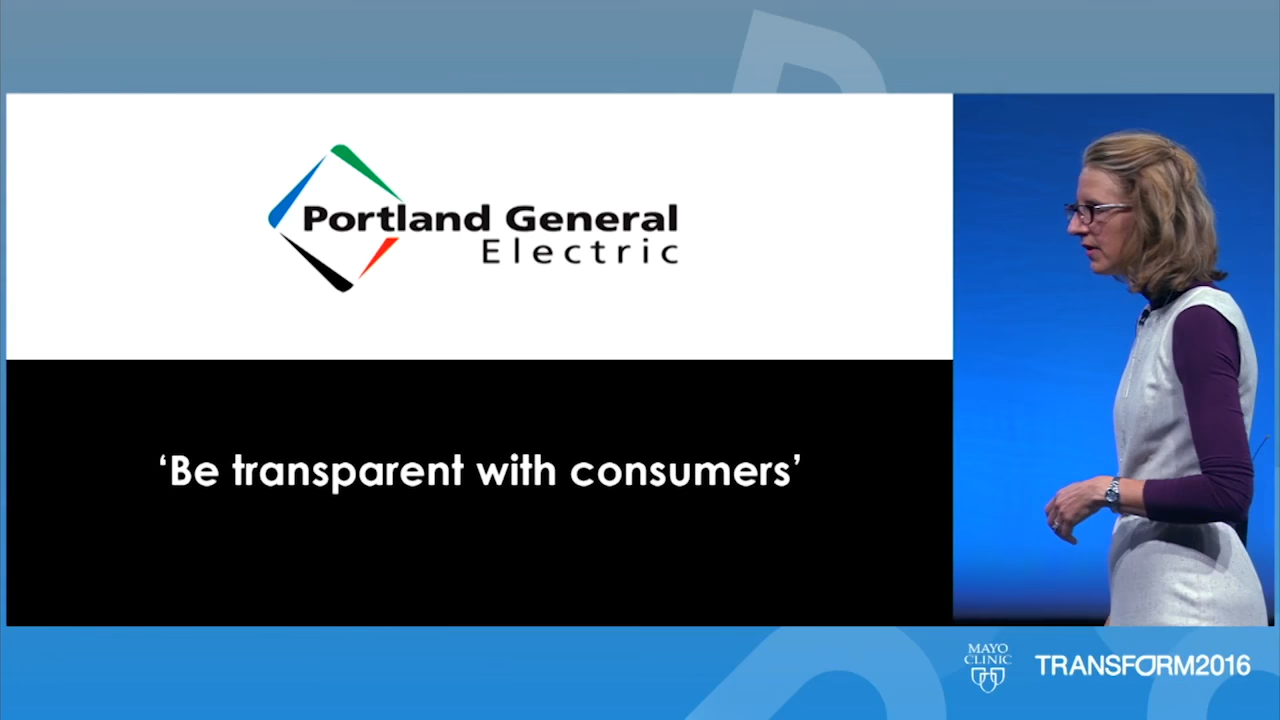 Portland General
Electric
‘Be transparent with consumers’
MAYO
CLINIC
TRANSFORM2016